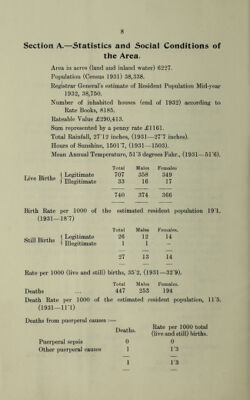 8
Section A.—Statistics and Social Conditions of
the Area.
Area in acres (land and inland water) 6227.
Population (Census 1931) 38,338.
Registrar General's estimate of Resident Population Mid-year
1932, 38,750.
Number of inhabited houses (end of 1932) according to
Rate Books, 8185.
Rateable Value £290,413.
Sum represented by a penny rate £1161.
Total Rainfall, 27·12 inches, (1931—27·7 inches).
Hours of Sunshine, 1501·7, (1931—1503).
Mean Annual Temperature, 51·3 degrees Fahr., (1931—51·6).
Total Males Females
Live Births { Legitimate 707 358 349
Illegitimate 33 16 17
740 374 366
Birth Rate per 1000 of the estimated resident population 19·1,
(1931—18·7)
Total Males Females.
Still Births { Legitimate 26 12 14
Illegitimate 1 1 –
27 13 14
Rate per 1000 (live and still) births, 35·2, (1931—32·9).
Total Males Females.
Deaths ... 447 253 194
Death Rate per 1000 of the estimated resident population, 11·5,
(1931—11·1)
Deaths from puerperal causes :—
Deaths. Rate per 1000 total
(live and still) births.
Puerperal sepsis 0 0
Other puerperal causes 1 1·3
1 1·3